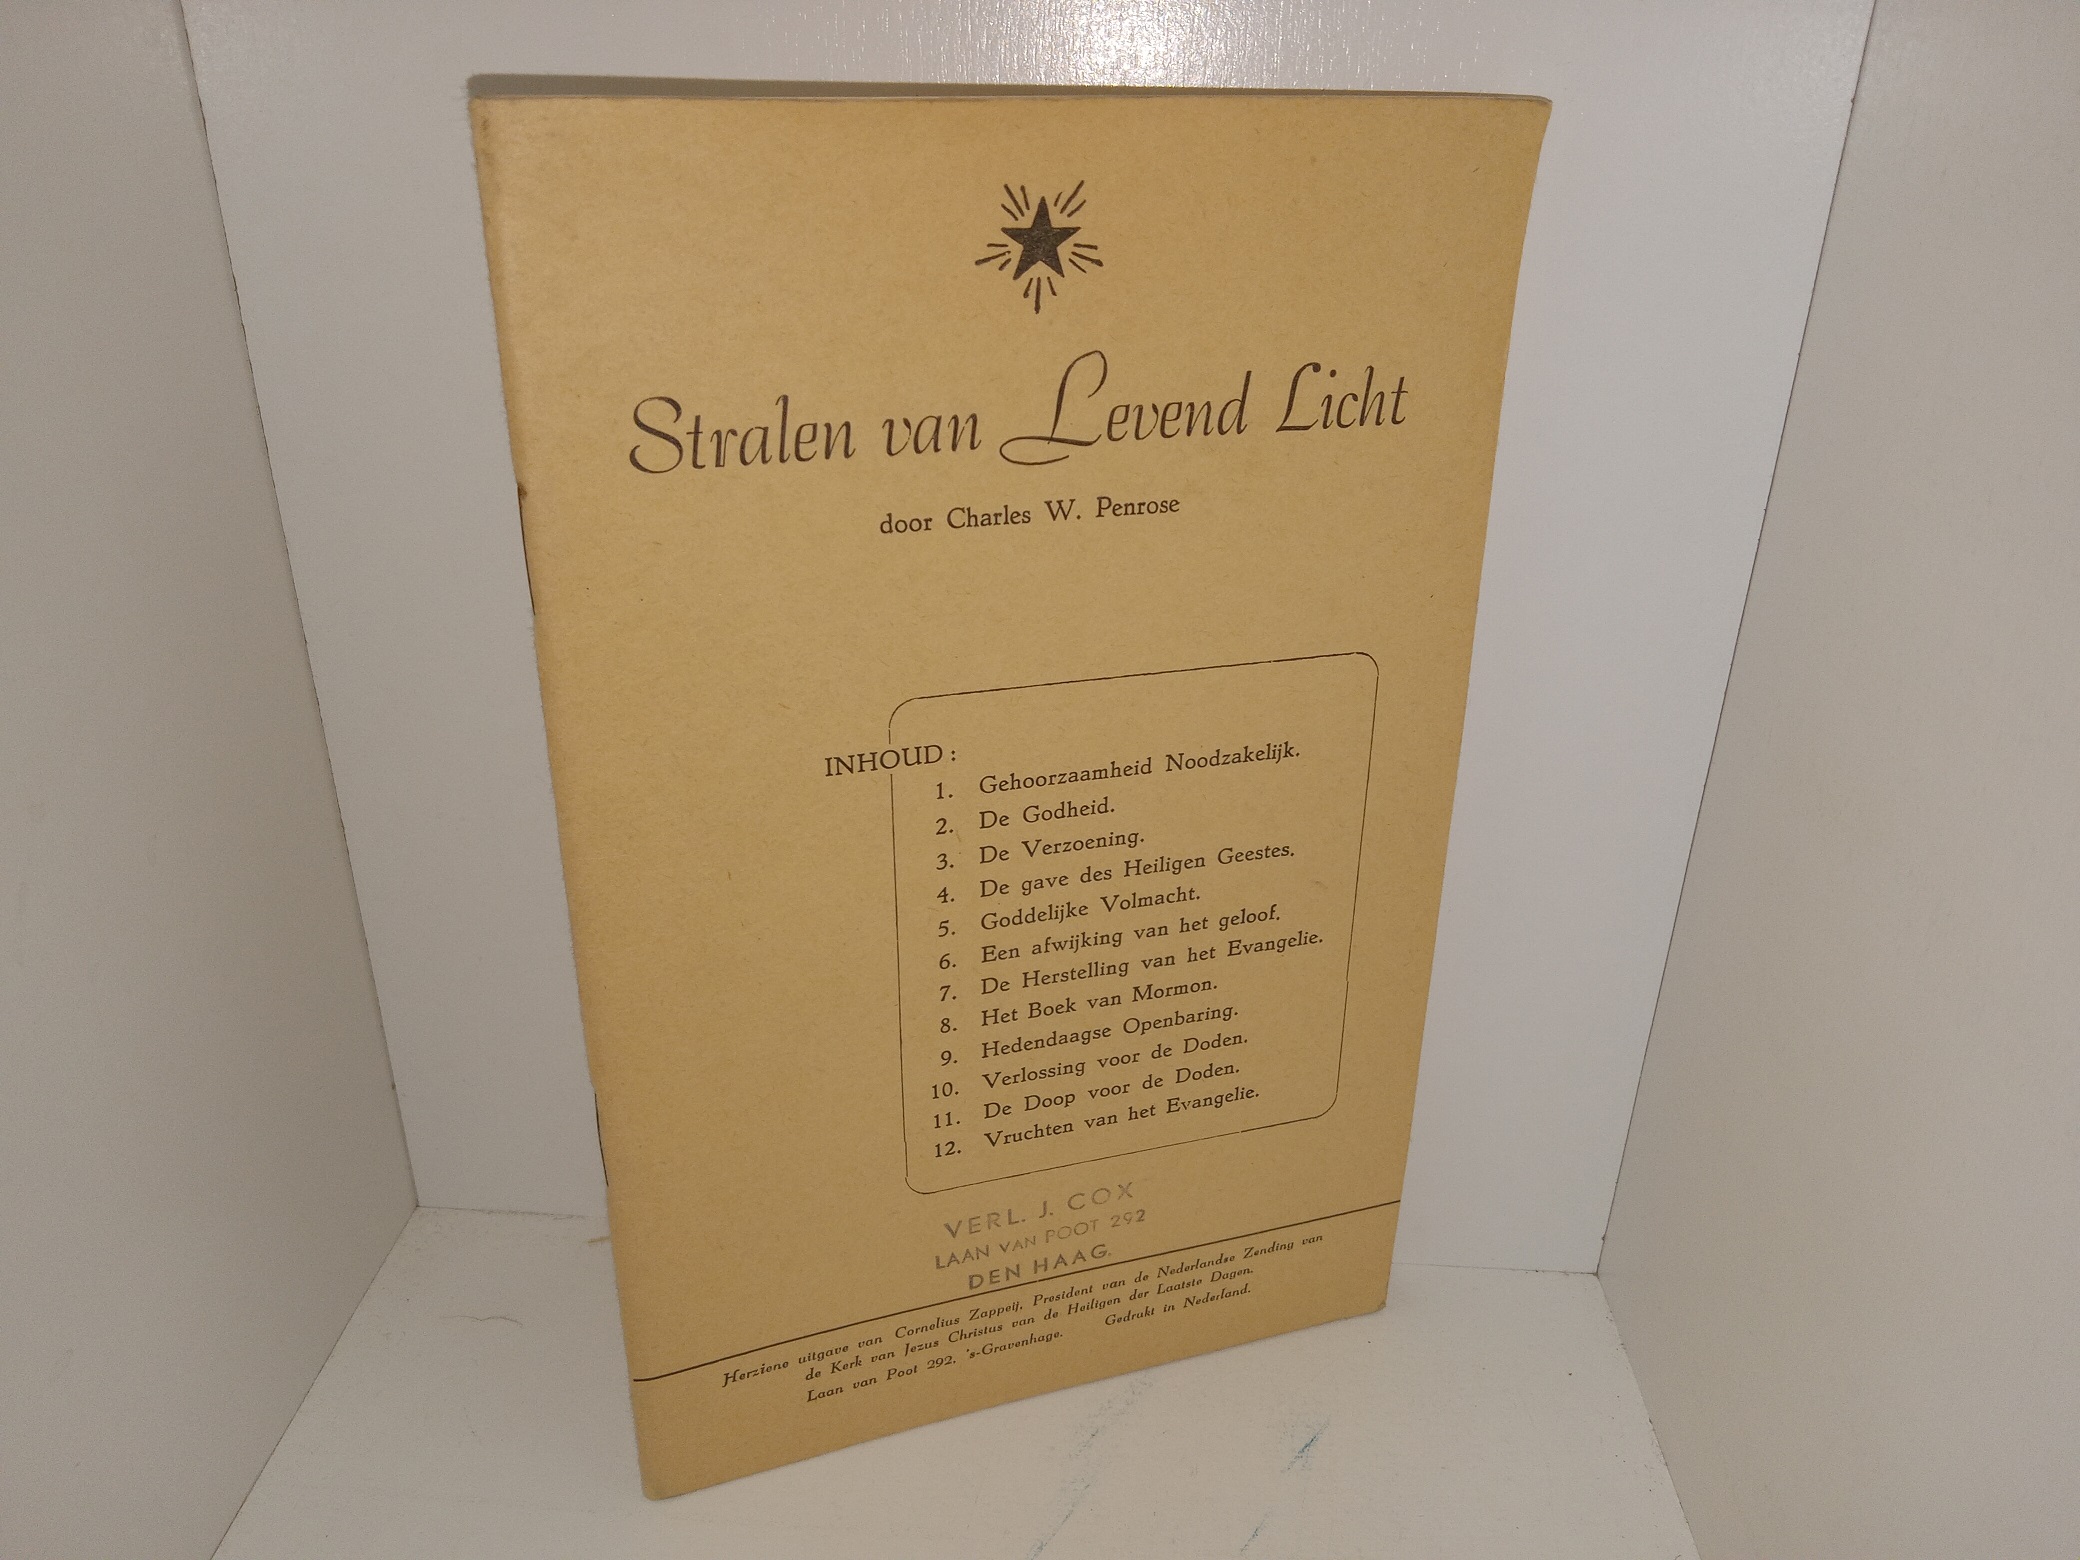 Stralen van Levend Licht
door Charles W. Penrose
INHOUD :
1. Gehoorzaamheid Noodzakelijk.
2. De Godheid.
3. De Verzoening.
4. De gave des Heiligen Geestes.
5. Goddelijke Volmacht.
6. Een afwijking van het geloof.
7. De Herstelling van het Evangelie.
8. Het Boek van Mormon.
9. Hedendaagse Openbaring.
10. Verlossing voor de Doden.
11. De Doop voor de Doden.
12. Vruchten van het Evangelie.
VERL. J. COX
LAAN VAN POOT 292
DEN HAAG.
Herziene uitgave van Cornelius Zappeij, President van de Nederlandse Zending van
de Kerk van Jezus Christus van de Heiligen der Laatste Dagen.
Laan van Poot 292. 's-Gravenhage. Gedrukt in Nederland.